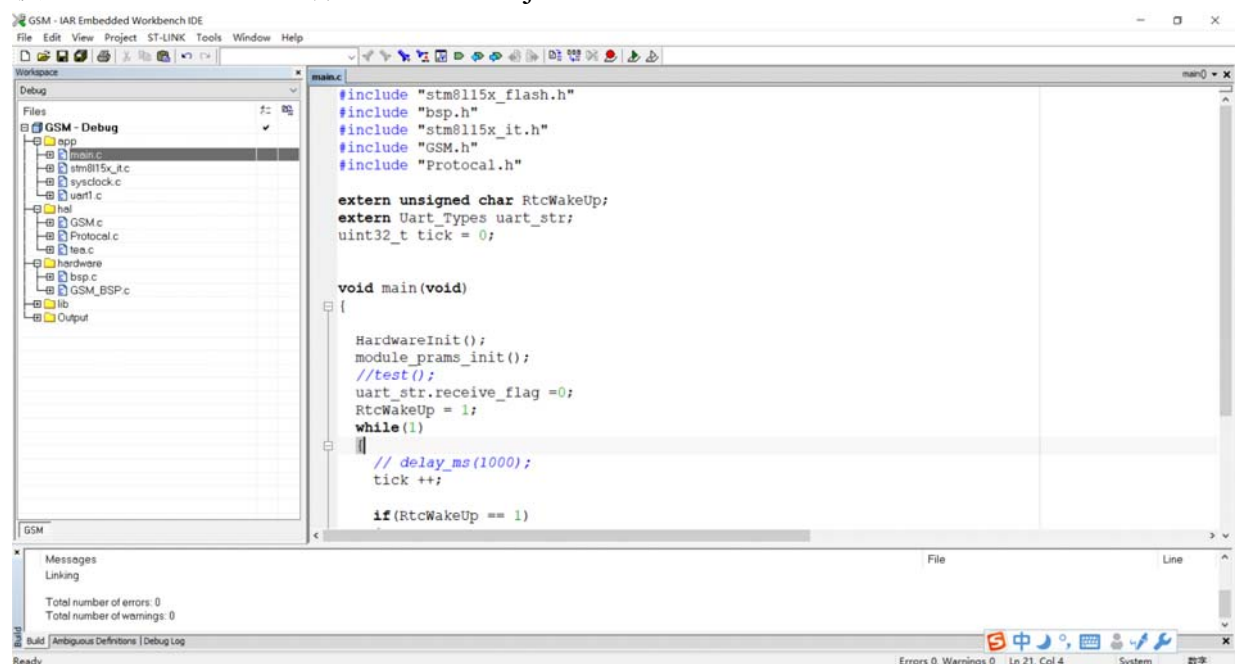 GSM - IAR Embedded Workbench IDE
File Edit View Project ST-LINK Tools Window Help
Workspace
main.c
main()
Debug
Files
GSM - Debug
app
main.c
stm8l15x_it.c
sysclock.c
uart1.c
hal
GSM.c
Protocal.c
tea.c
hardware
bsp.c
GSM_BSP.c
lib
Output
GSM
#include "stm8l15x_flash.h"
#include "bsp.h"
#include "stm8l15x_it.h"
#include "GSM.h"
#include "Protocal.h"
extern unsigned char RtcWakeUp;
extern Uart_Types uart_str;
uint32_t tick = 0;
void main(void)
{
HardwareInit();
module_prams_init();
//test();
uart_str.receive_flag =0;
RtcWakeUp = 1;
while(1)
{
// delay_ms(1000);
tick ++;
if(RtcWakeUp == 1)
Messages File Line
Linking
Total number of errors: 0
Total number of warnings: 0
Build
Build Ambiguous Definitions Debug Log
中
Ready Errors 0, Warnings 0 Ln 21, Col 4 System 数字